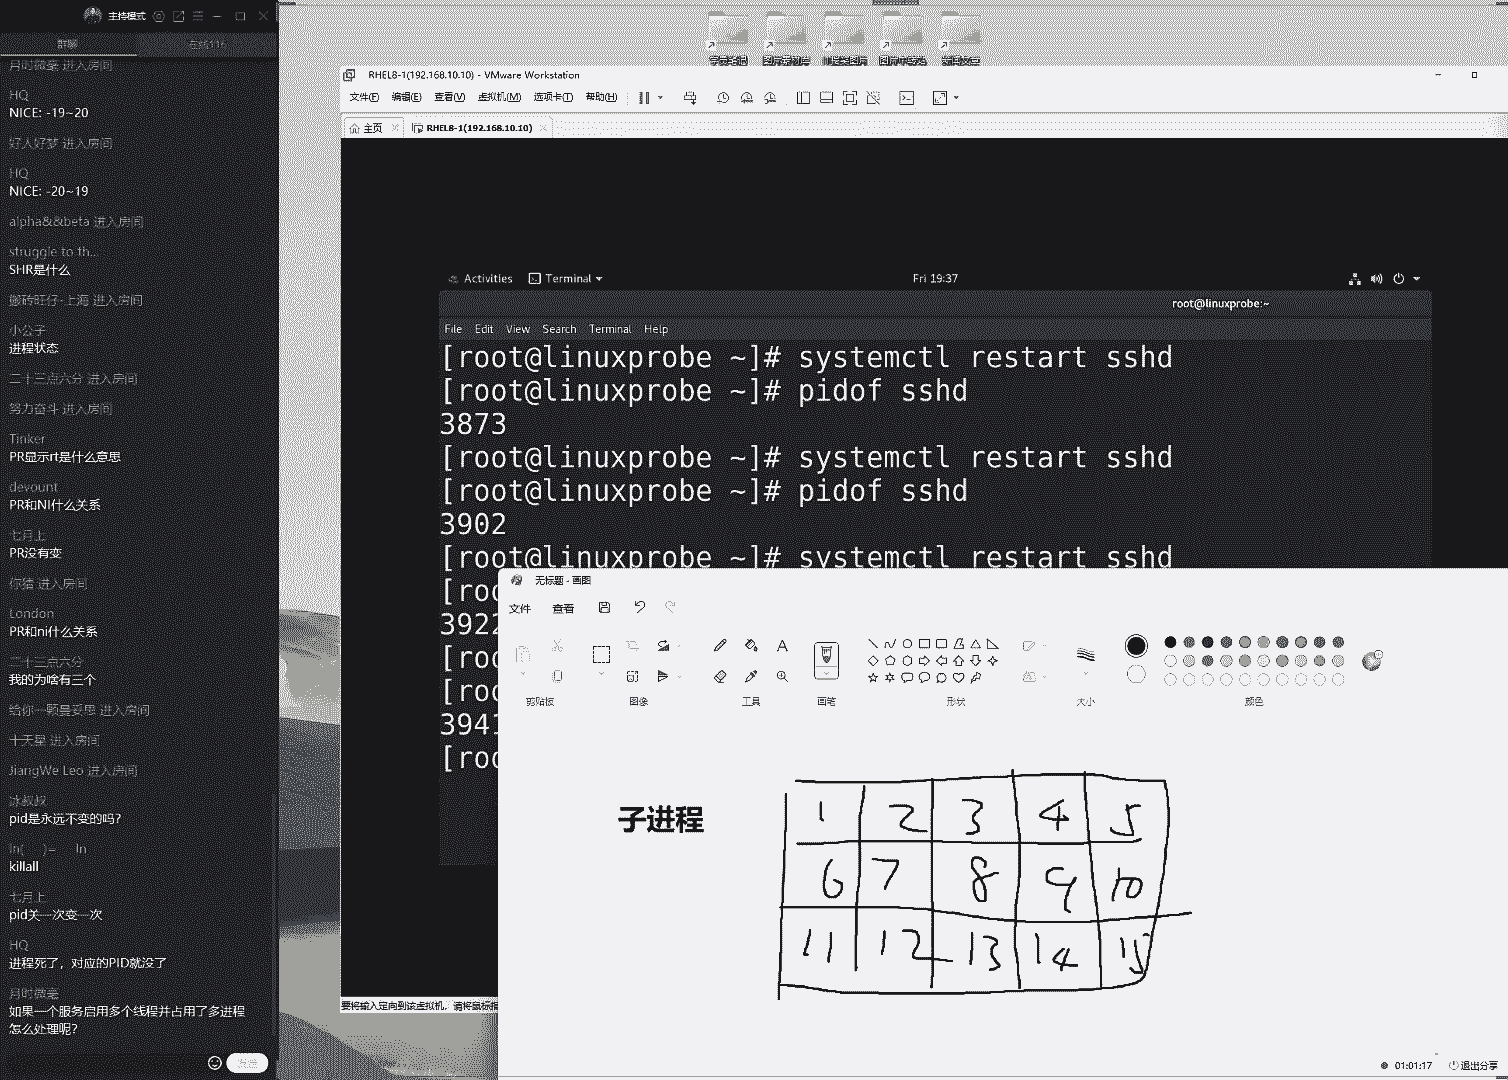 主持模式
群聊
在线116
月时微毫 进入房间
HQ
NICE: -19~20
好人好梦 进入房间
HQ
NICE: -20~19
alpha&&beta 进入房间
struggle to th...
SHR是什么
搬砖旺仔-上海 进入房间
小公子
进程状态
二十三点六分 进入房间
努力奋斗 进入房间
Tinker
PR显示rt是什么意思
devount
PR和NI什么关系
七月上
PR没有变
你猜 进入房间
London
PR和ni什么关系
二十三点六分
我的为啥有三个
给你一颗曼妥思 进入房间
十天星 进入房间
JiangWe Leo 进入房间
冰叔叔
pid是永远不变的吗?
ln( )= ln
killall
七月上
pid关一次变一次
HQ
进程死了，对应的PID就没了
月时微毫
如果一个服务启用多个线程并占用了多进程
怎么处理呢?
发送
RHEL8-1(192.168.10.10) - VMware Workstation
文件(F) 编辑(E) 查看(V) 虚拟机(M) 选项卡(T) 帮助(H)
主页
RHEL8-1(192.168.10.10)
Activities Terminal
Fri 19:37
root@linuxprobe:~
File Edit View Search Terminal Help
[root@linuxprobe ~]# systemctl restart sshd
[root@linuxprobe ~]# pidof sshd
3873
[root@linuxprobe ~]# systemctl restart sshd
[root@linuxprobe ~]# pidof sshd
3902
[root@linuxprobe ~]# systemctl restart sshd
[roo
3922
[roo
[roo
3941
[roo
要将输入定向到该虚拟机，请将鼠标指
无标题 - 画图
文件 查看
剪贴板 图像 工具 画笔 形状 大小 颜色
子进程
1 2 3 4 5
6 7 8 9 10
11 12 13 14 15
01:01:17 退出分享